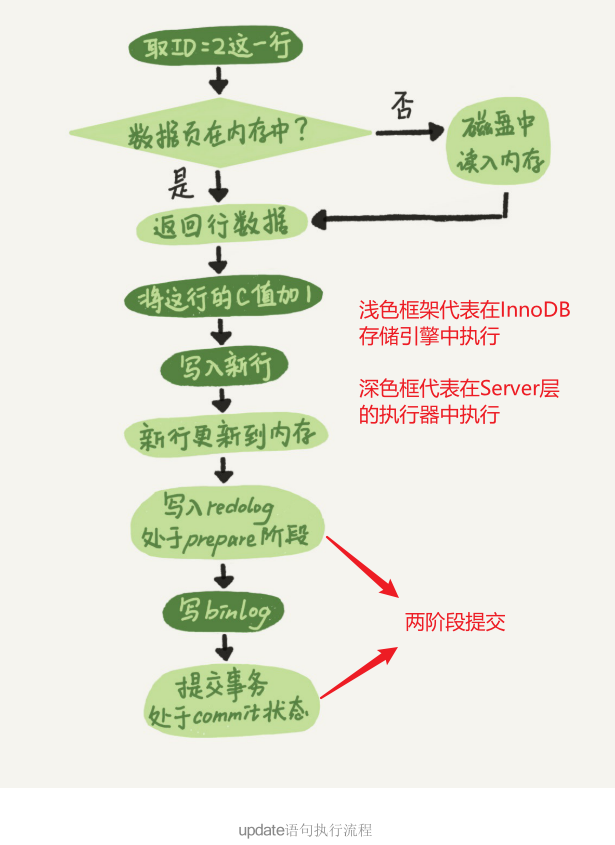 取ID=2这一行
数据页在内存中？
否
磁盘中
读入内存
是
返回行数据
将这行的C值加1
浅色框架代表在InnoDB
存储引擎中执行
写入新行
深色框代表在Server层
的执行器中执行
新行更新到内存
写入redolog
处于prepare阶段
写binlog
两阶段提交
提交事务
处于commit状态
update语句执行流程